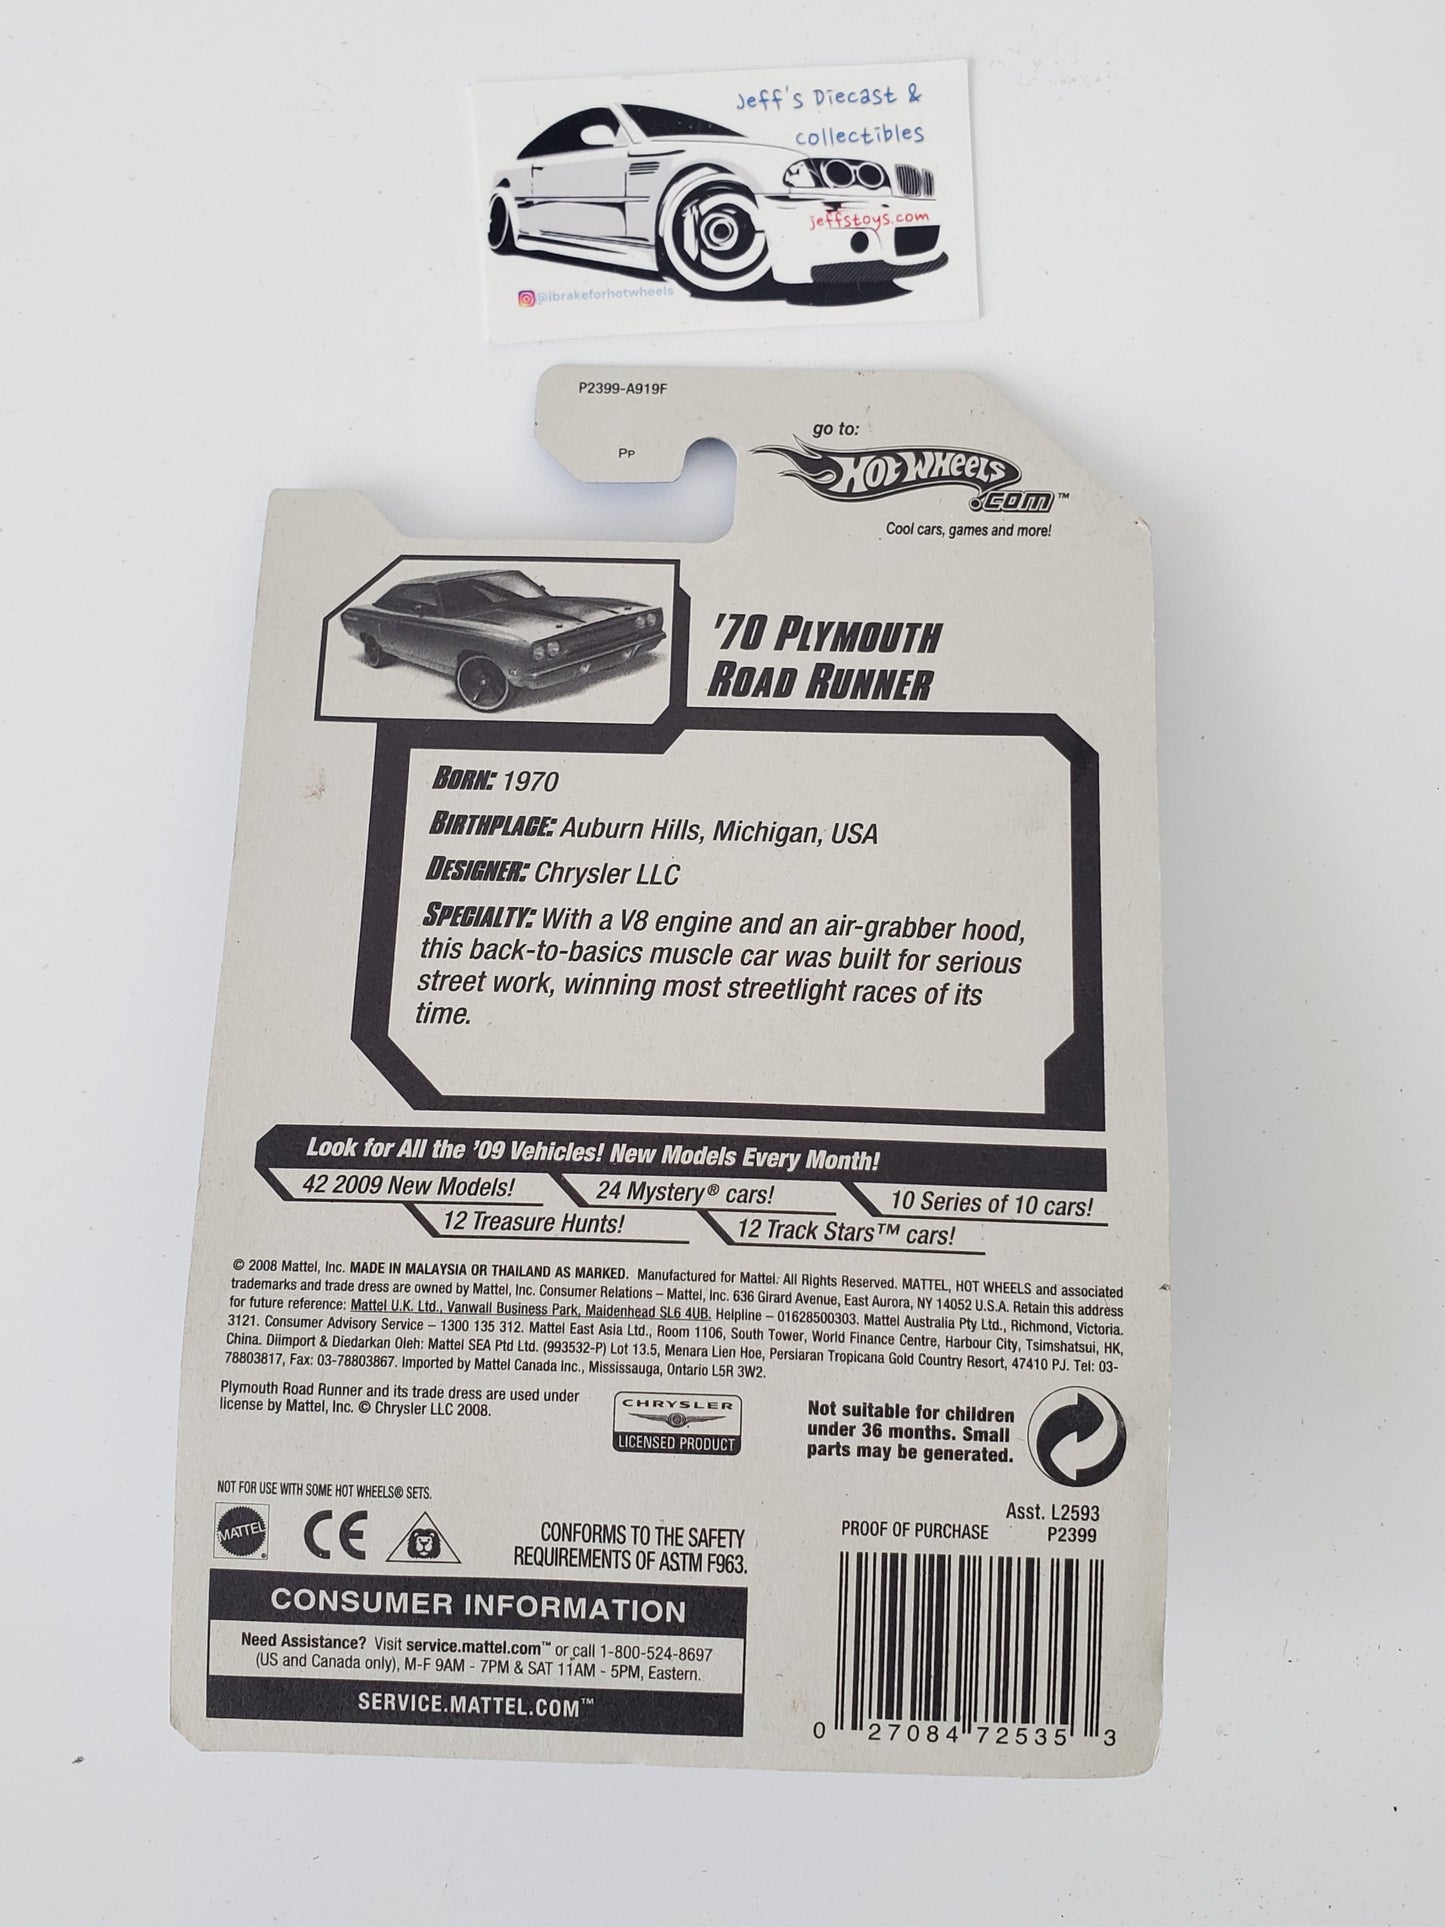 Jeff's Diecast &
collectibles
jeffstoys.com
@ibrakeforhotwheels
P2399-A919F
PP
go to:
HOT WHEELS
.COM™
Cool cars, games and more!
'70 PLYMOUTH
ROAD RUNNER
BORN: 1970
BIRTHPLACE: Auburn Hills, Michigan, USA
DESIGNER: Chrysler LLC
SPECIALTY: With a V8 engine and an air-grabber hood,
this back-to-basics muscle car was built for serious
street work, winning most streetlight races of its
time.
Look for All the '09 Vehicles! New Models Every Month!
42 2009 New Models!
24 Mystery® cars!
10 Series of 10 cars!
12 Treasure Hunts!
12 Track Stars™ cars!
© 2008 Mattel, Inc. MADE IN MALAYSIA OR THAILAND AS MARKED. Manufactured for Mattel. All Rights Reserved. MATTEL, HOT WHEELS and associated
trademarks and trade dress are owned by Mattel, Inc. Consumer Relations – Mattel, Inc. 636 Girard Avenue, East Aurora, NY 14052 U.S.A. Retain this address
for future reference: Mattel U.K. Ltd., Vanwall Business Park, Maidenhead SL6 4UB. Helpline – 01628500303. Mattel Australia Pty Ltd., Richmond, Victoria.
3121. Consumer Advisory Service – 1300 135 312. Mattel East Asia Ltd., Room 1106, South Tower, World Finance Centre, Harbour City, Tsimshatsui, HK,
China. Diimport & Diedarkan Oleh: Mattel SEA Ptd Ltd. (993532-P) Lot 13.5, Menara Lien Hoe, Persiaran Tropicana Gold Country Resort, 47410 PJ. Tel: 03-
78803817, Fax: 03-78803867. Imported by Mattel Canada Inc., Mississauga, Ontario L5R 3W2.
Plymouth Road Runner and its trade dress are used under
license by Mattel, Inc. © Chrysler LLC 2008.
CHRYSLER
LICENSED PRODUCT
Not suitable for children
under 36 months. Small
parts may be generated.
NOT FOR USE WITH SOME HOT WHEELS® SETS.
MATTEL
CE
CONFORMS TO THE SAFETY
REQUIREMENTS OF ASTM F963.
Asst. L2593
PROOF OF PURCHASE P2399
CONSUMER INFORMATION
Need Assistance? Visit service.mattel.com™ or call 1-800-524-8697
(US and Canada only), M-F 9AM - 7PM & SAT 11AM - 5PM, Eastern.
SERVICE.MATTEL.COM™
0 27084 72535 3